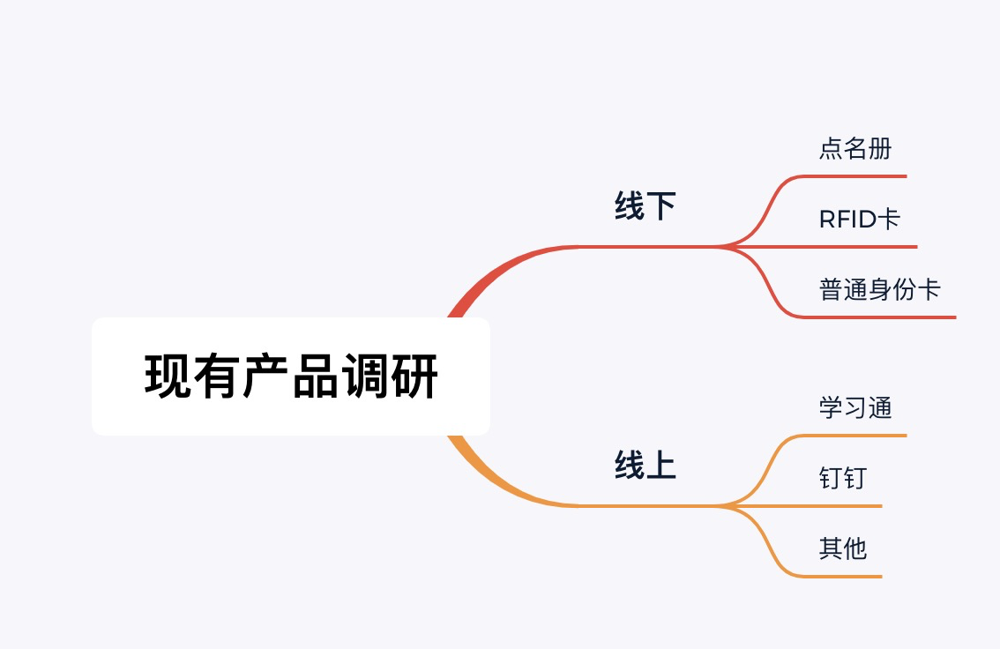 现有产品调研
线下
点名册
RFID卡
普通身份卡
线上
学习通
钉钉
其他